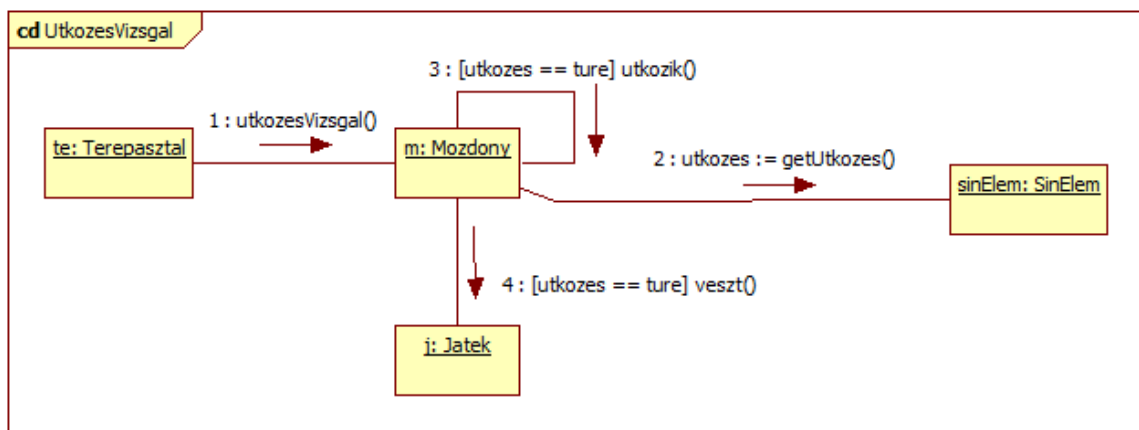 cd UtkozesVizsgal
3 : [utkozes == ture] utkozik()
1 : utkozesVizsgal()
te: Terepasztal
m: Mozdony
2 : utkozes := getUtkozes()
sinElem: SinElem
4 : [utkozes == ture] veszt()
j: Jatek